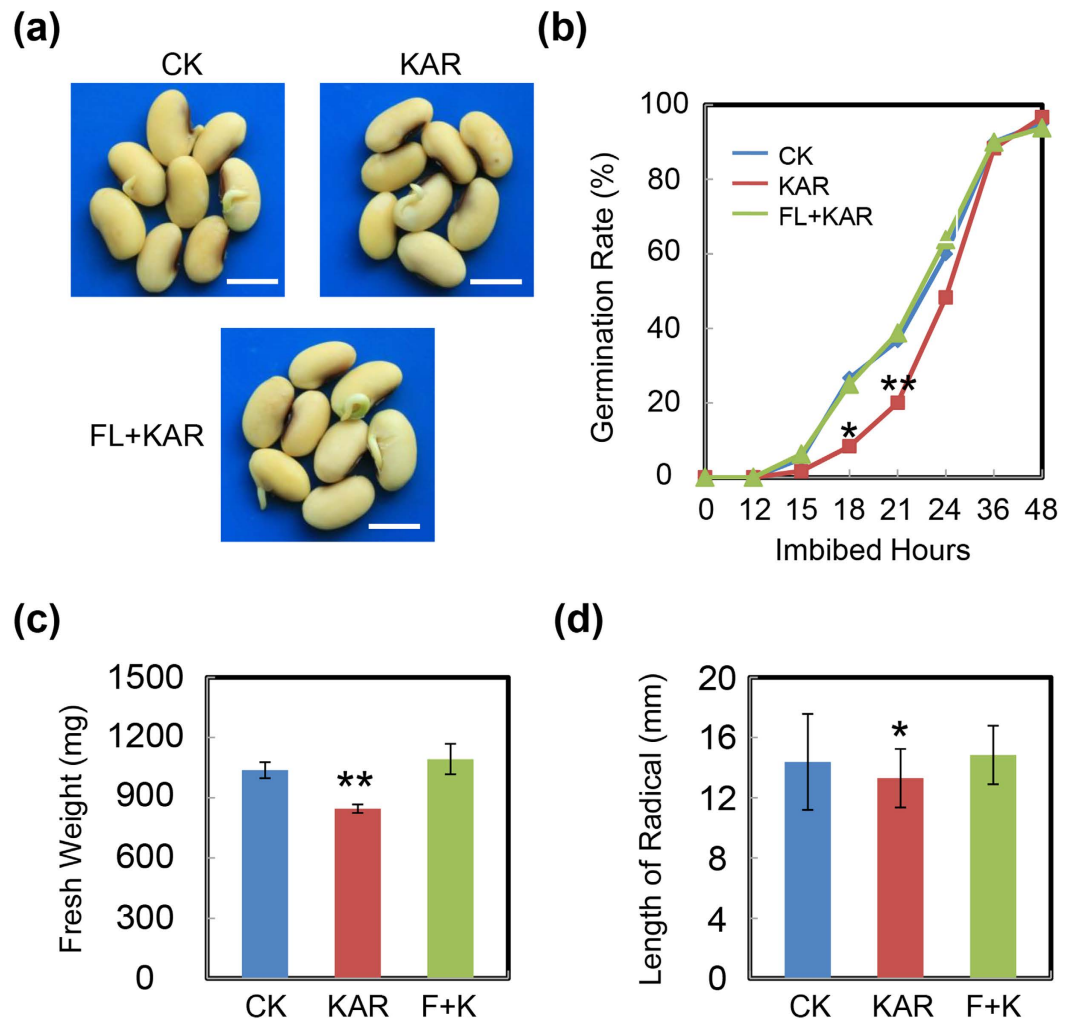 (a)
CK
KAR
FL+KAR
(b)
Germination Rate (%)
100
80
60
40
20
0
CK
KAR
FL+KAR
*
**
0 12 15 18 21 24 36 48
Imbibed Hours
(c)
Fresh Weight (mg)
1500
1200
900
600
300
0
**
CK KAR F+K
(d)
Length of Radical (mm)
20
16
12
8
4
0
*
CK KAR F+K